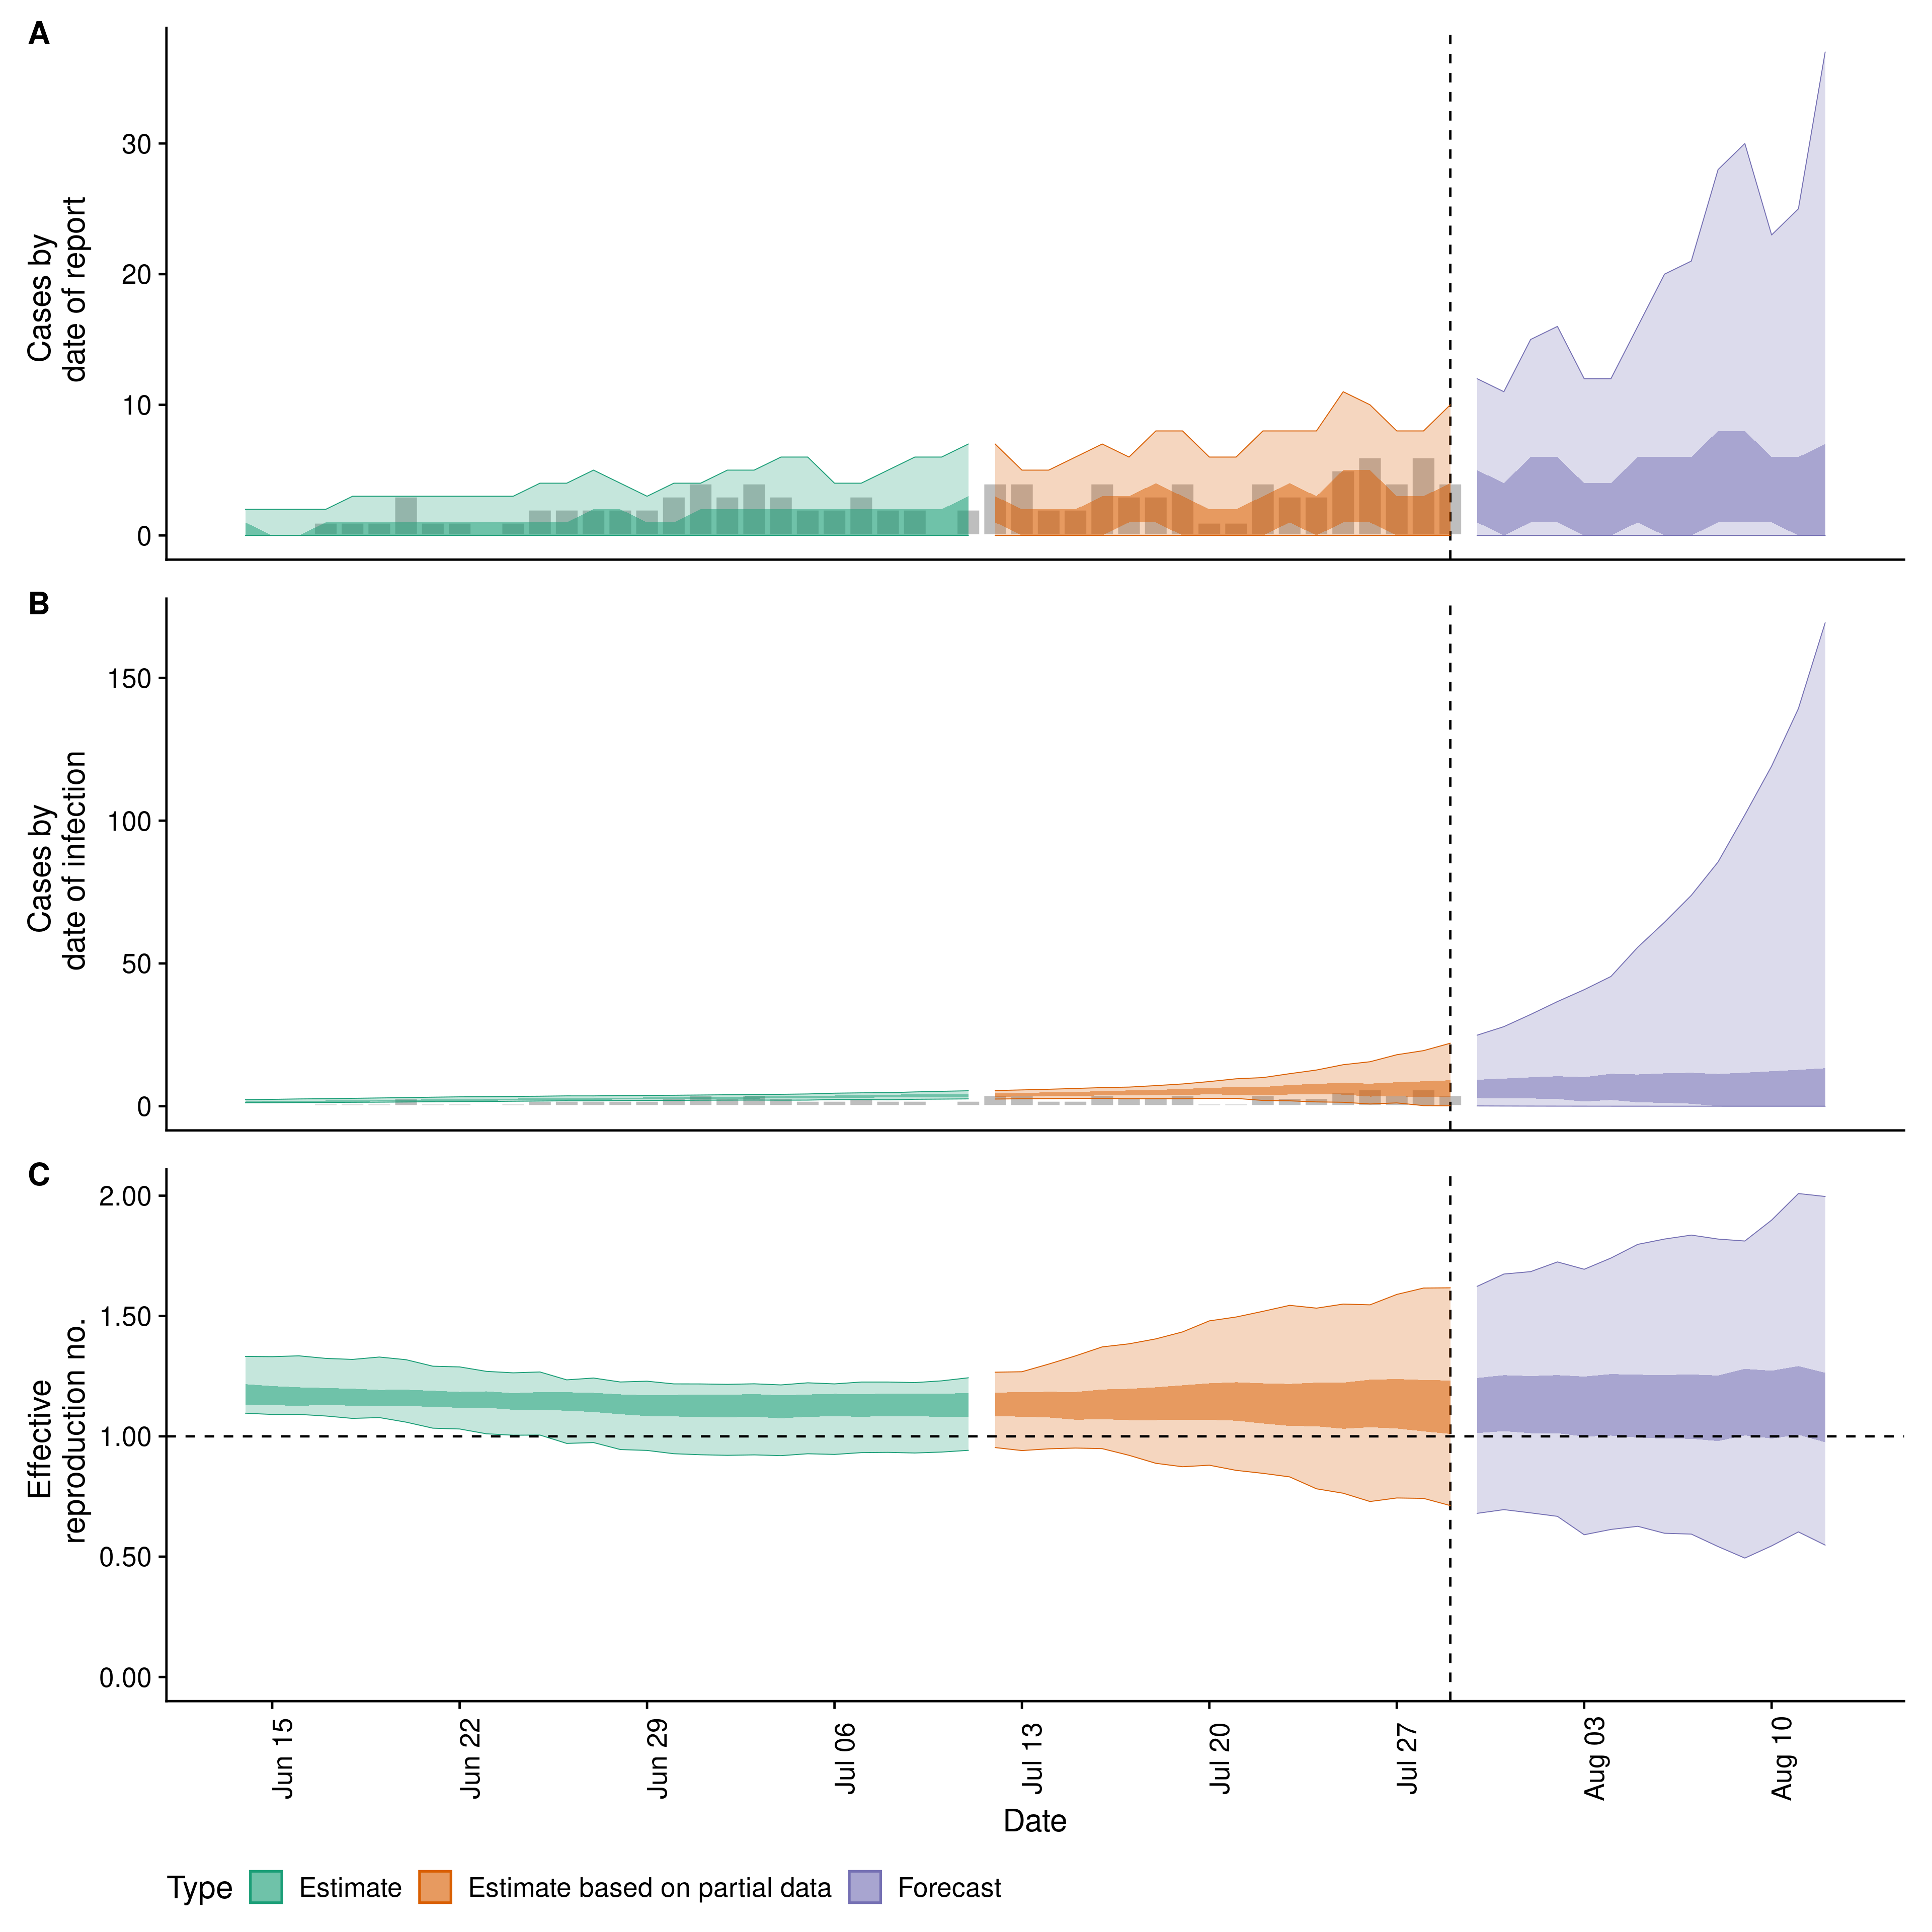 A
Cases by
date of report
30
20
10
0
B
Cases by
date of infection
150
100
50
0
C
Effective
reproduction no.
2.00
1.50
1.00
0.50
0.00
Jun 15
Jun 22
Jun 29
Jul 06
Jul 13
Jul 20
Jul 27
Aug 03
Aug 10
Date
Type Estimate Estimate based on partial data Forecast